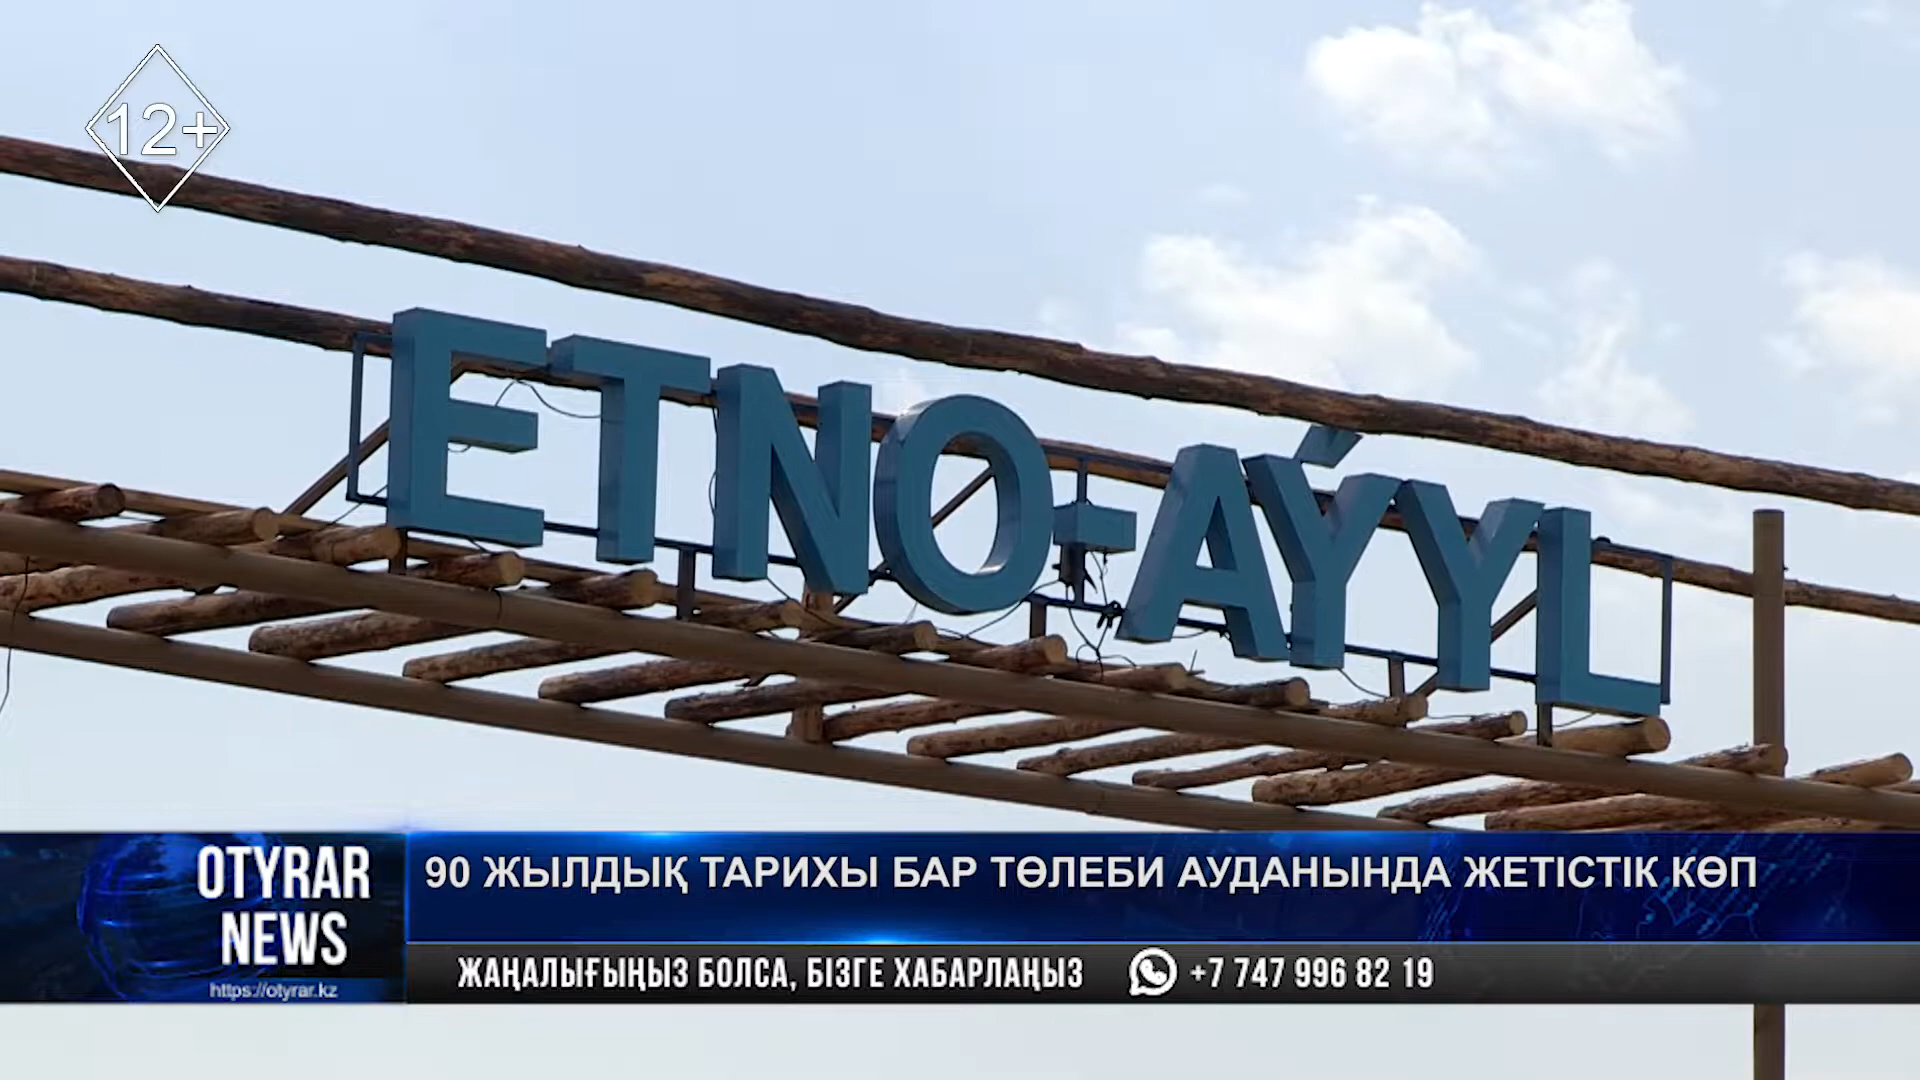 12+
ETNO-AÝYL
OTYRAR
NEWS
https://otyrar.kz
90 ЖЫЛДЫҚ ТАРИХЫ БАР ТӨЛЕБИ АУДАНЫНДА ЖЕТІСТІК КӨП
ЖАҢАЛЫҒЫҢЫЗ БОЛСА, БІЗГЕ ХАБАРЛАҢЫЗ +7 747 996 82 19